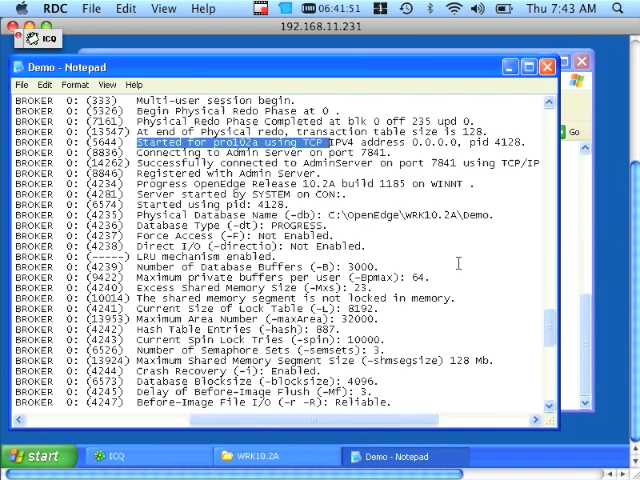 RDC File Edit View Window Help 06:41:51 Thu 7:43 AM
192.168.11.231
ICQ
Demo - Notepad
File Edit Format View Help
BROKER 0: (333) Multi-user session begin.
BROKER 0: (5326) Begin Physical Redo Phase at 0 .
BROKER 0: (7161) Physical Redo Phase Completed at blk 0 off 235 upd 0.
BROKER 0: (13547) At end of Physical redo, transaction table size is 128.
BROKER 0: (5644) Started for pro102a using TCP IPV4 address 0.0.0.0, pid 4128.
BROKER 0: (8836) Connecting to Admin Server on port 7841.
BROKER 0: (14262) Successfully connected to AdminServer on port 7841 using TCP/IP
BROKER 0: (8846) Registered with Admin Server.
BROKER 0: (4234) Progress OpenEdge Release 10.2A build 1185 on WINNT .
BROKER 0: (4281) Server started by SYSTEM on CON:.
BROKER 0: (6574) Started using pid: 4128.
BROKER 0: (4235) Physical Database Name (-db): C:\OpenEdge\WRK10.2A\Demo.
BROKER 0: (4236) Database Type (-dt): PROGRESS.
BROKER 0: (4237) Force Access (-F): Not Enabled.
BROKER 0: (4238) Direct I/O (-directio): Not Enabled.
BROKER 0: (-----) LRU mechanism enabled.
BROKER 0: (4239) Number of Database Buffers (-B): 3000.
BROKER 0: (9422) Maximum private buffers per user (-Bpmax): 64.
BROKER 0: (4240) Excess Shared Memory Size (-Mxs): 23.
BROKER 0: (10014) The shared memory segment is not locked in memory.
BROKER 0: (4241) Current Size of Lock Table (-L): 8192.
BROKER 0: (13953) Maximum Area Number (-maxArea): 32000.
BROKER 0: (4242) Hash Table Entries (-hash): 887.
BROKER 0: (4243) Current Spin Lock Tries (-spin): 10000.
BROKER 0: (6526) Number of Semaphore Sets (-semsets): 3.
BROKER 0: (13924) Maximum Shared Memory Segment Size (-shmsegsize) 128 Mb.
BROKER 0: (4244) Crash Recovery (-i): Enabled.
BROKER 0: (6573) Database Blocksize (-blocksize): 4096.
BROKER 0: (4245) Delay of Before-Image Flush (-Mf): 3.
BROKER 0: (4247) Before-Image File I/O (-r -R): Reliable.
Go
start ICQ WRK10.2A Demo - Notepad